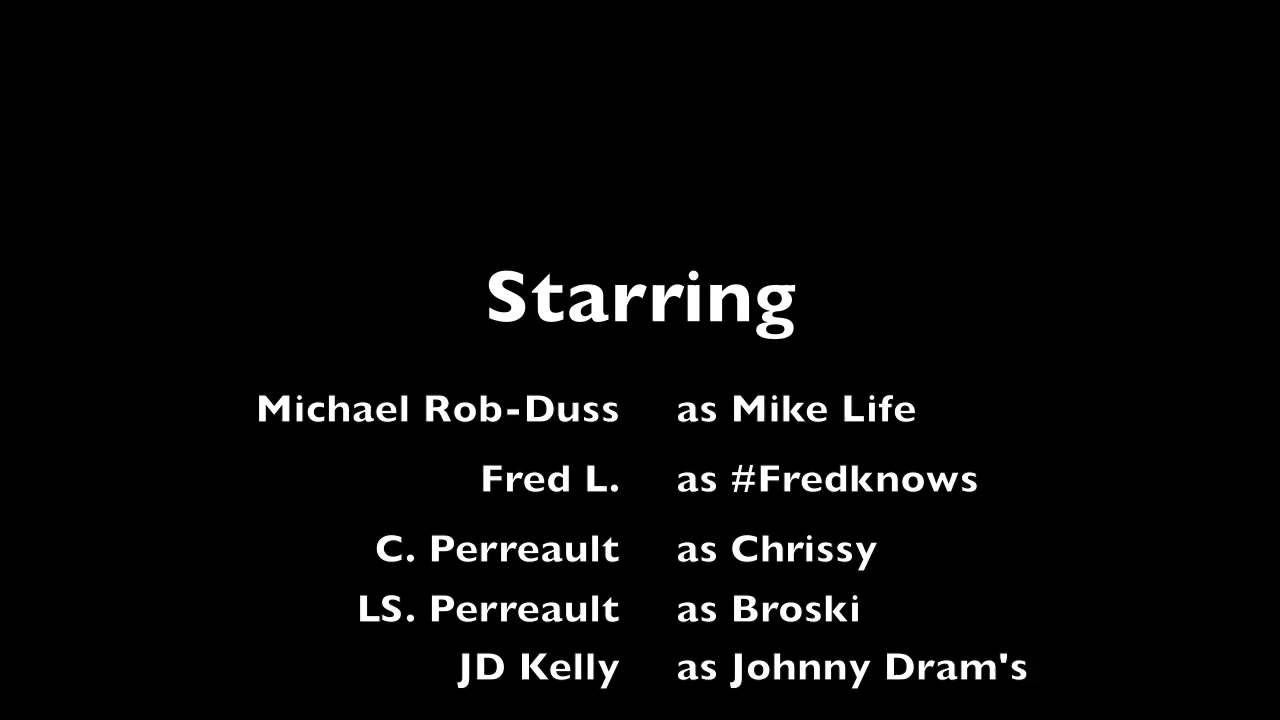 Starring
Michael Rob-Duss as Mike Life
Fred L. as #Fredknows
C. Perreault as Chrissy
LS. Perreault as Broski
JD Kelly as Johnny Dram's